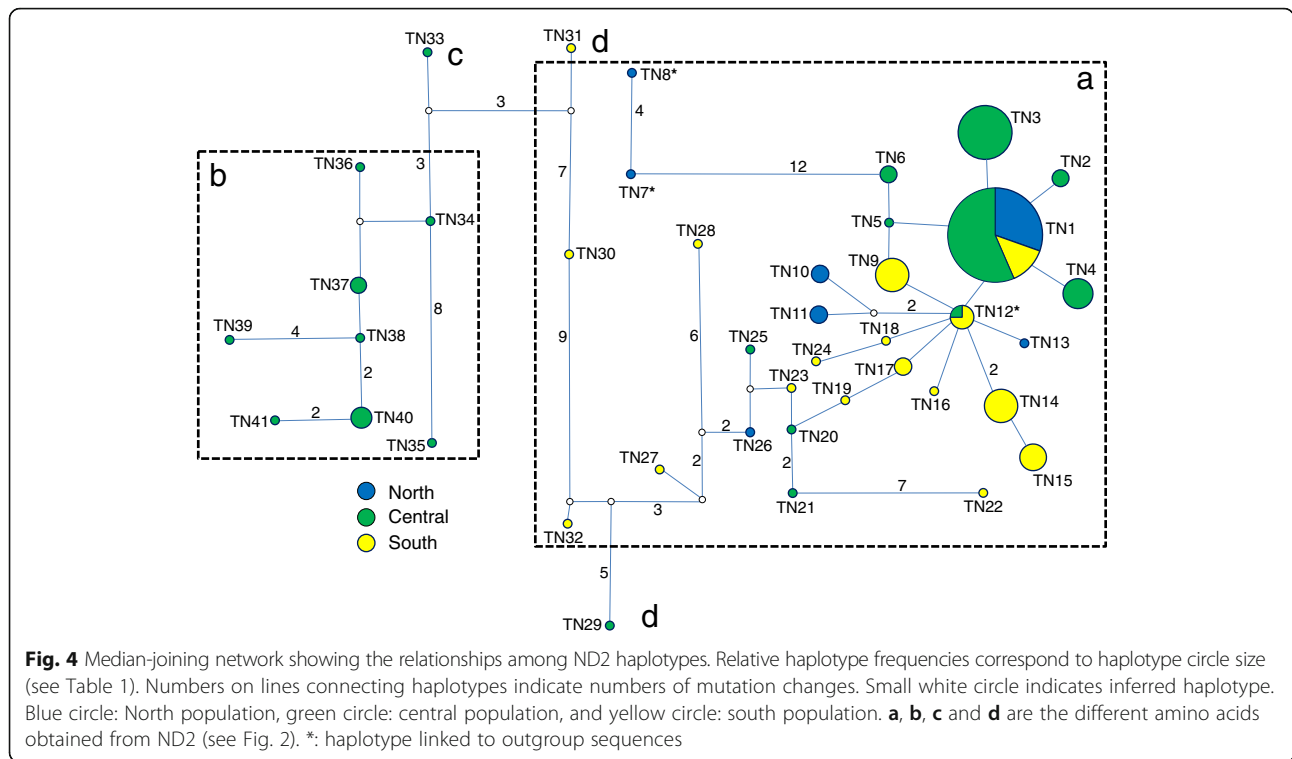 TN33
c
TN31
d
a
TN8*
4
3
TN3
TN2
TN36
b
3
7
TN7*
12
TN6
TN5
TN1
TN34
TN28
TN30
TN10
TN9
TN4
TN37
TN11
2
TN12*
TN39
4
TN38
8
9
6
TN25
TN18
TN24
TN13
TN23
TN17
2
2
TN19
TN16
TN14
TN41
2
TN40
TN35
2
TN26
TN20
TN27
2
2
TN15
North
Central
South
3
TN21
7
TN22
TN32
5
TN29
d
Fig. 4 Median-joining network showing the relationships among ND2 haplotypes. Relative haplotype frequencies correspond to haplotype circle size
(see Table 1). Numbers on lines connecting haplotypes indicate numbers of mutation changes. Small white circle indicates inferred haplotype.
Blue circle: North population, green circle: central population, and yellow circle: south population. a, b, c and d are the different amino acids
obtained from ND2 (see Fig. 2). *: haplotype linked to outgroup sequences